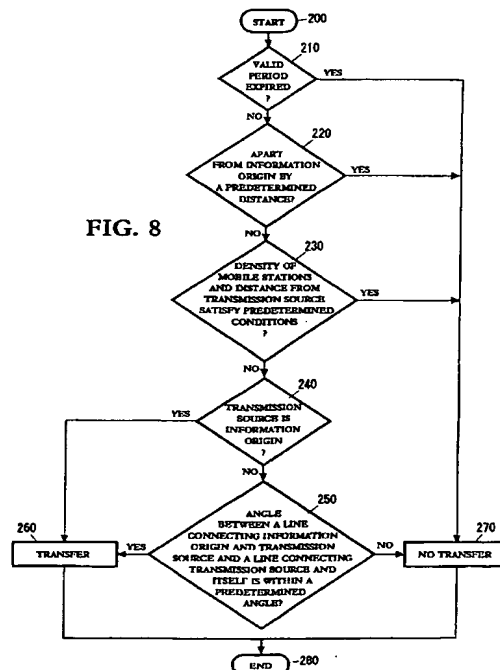 200
START
210
VALID
PERIOD
EXPIRED
?
YES
NO
220
APART
FROM INFORMATION
ORIGIN BY
A PREDETERMINED
DISTANCE?
YES
NO
FIG. 8
230
DENSITY OF
MOBILE STATIONS
AND DISTANCE FROM
TRANSMISSION SOURCE
SATISFY PREDETERMINED
CONDITIONS
?
YES
NO
240
TRANSMISSION
SOURCE IS
INFORMATION
ORIGIN
?
YES
NO
250
ANGLE
BETWEEN A LINE
CONNECTING INFORMATION
ORIGIN AND TRANSMISSION
SOURCE AND A LINE CONNECTING
TRANSMISSION SOURCE AND
ITSELF IS WITHIN A
PREDETERMINED
ANGLE?
YES
NO
260
TRANSFER
270
NO TRANSFER
END
280